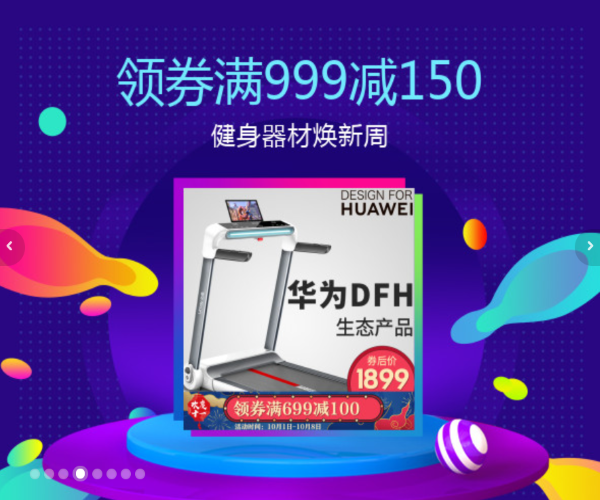 领券满999减150
健身器材焕新周
DESIGN FOR
HUAWEI
华为DFH
生态产品
券后价
1899
领券满699减100
活动时间：10月1日-10月8日